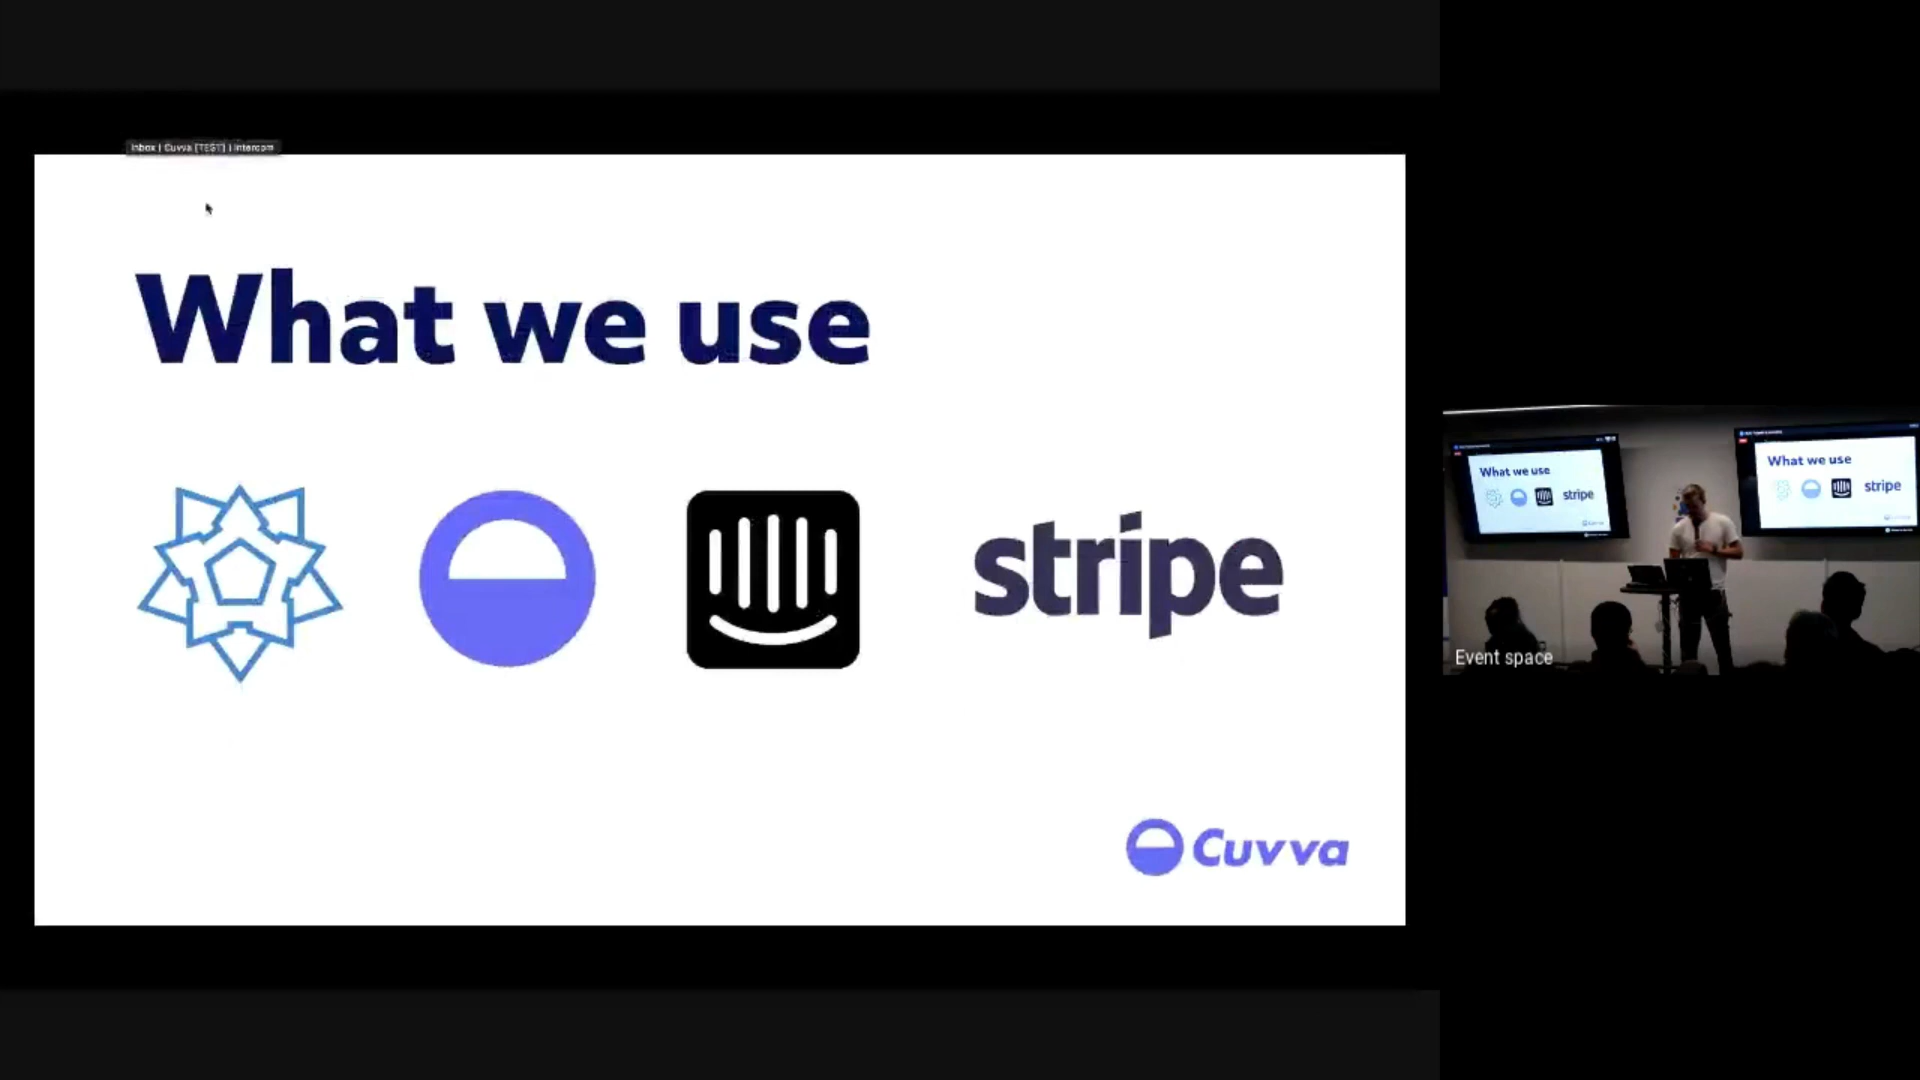 Inbox | Cuvva [TEST] | Intercom
What we use
stripe
Cuvva
What we use
stripe
What we use
stripe
Event space